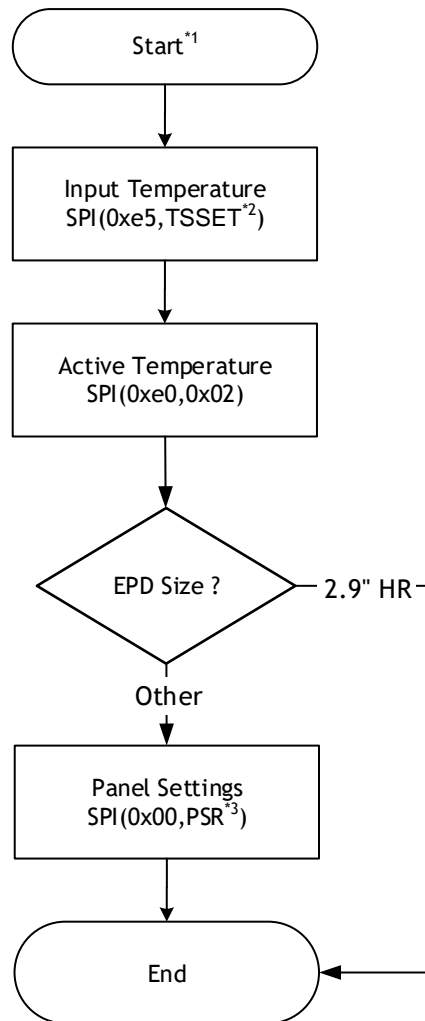 Start*1
Input Temperature
SPI(0xe5,TSSET*2)
Active Temperature
SPI(0xe0,0x02)
EPD Size ?
2.9" HR
Other
Panel Settings
SPI(0x00,PSR*3)
End